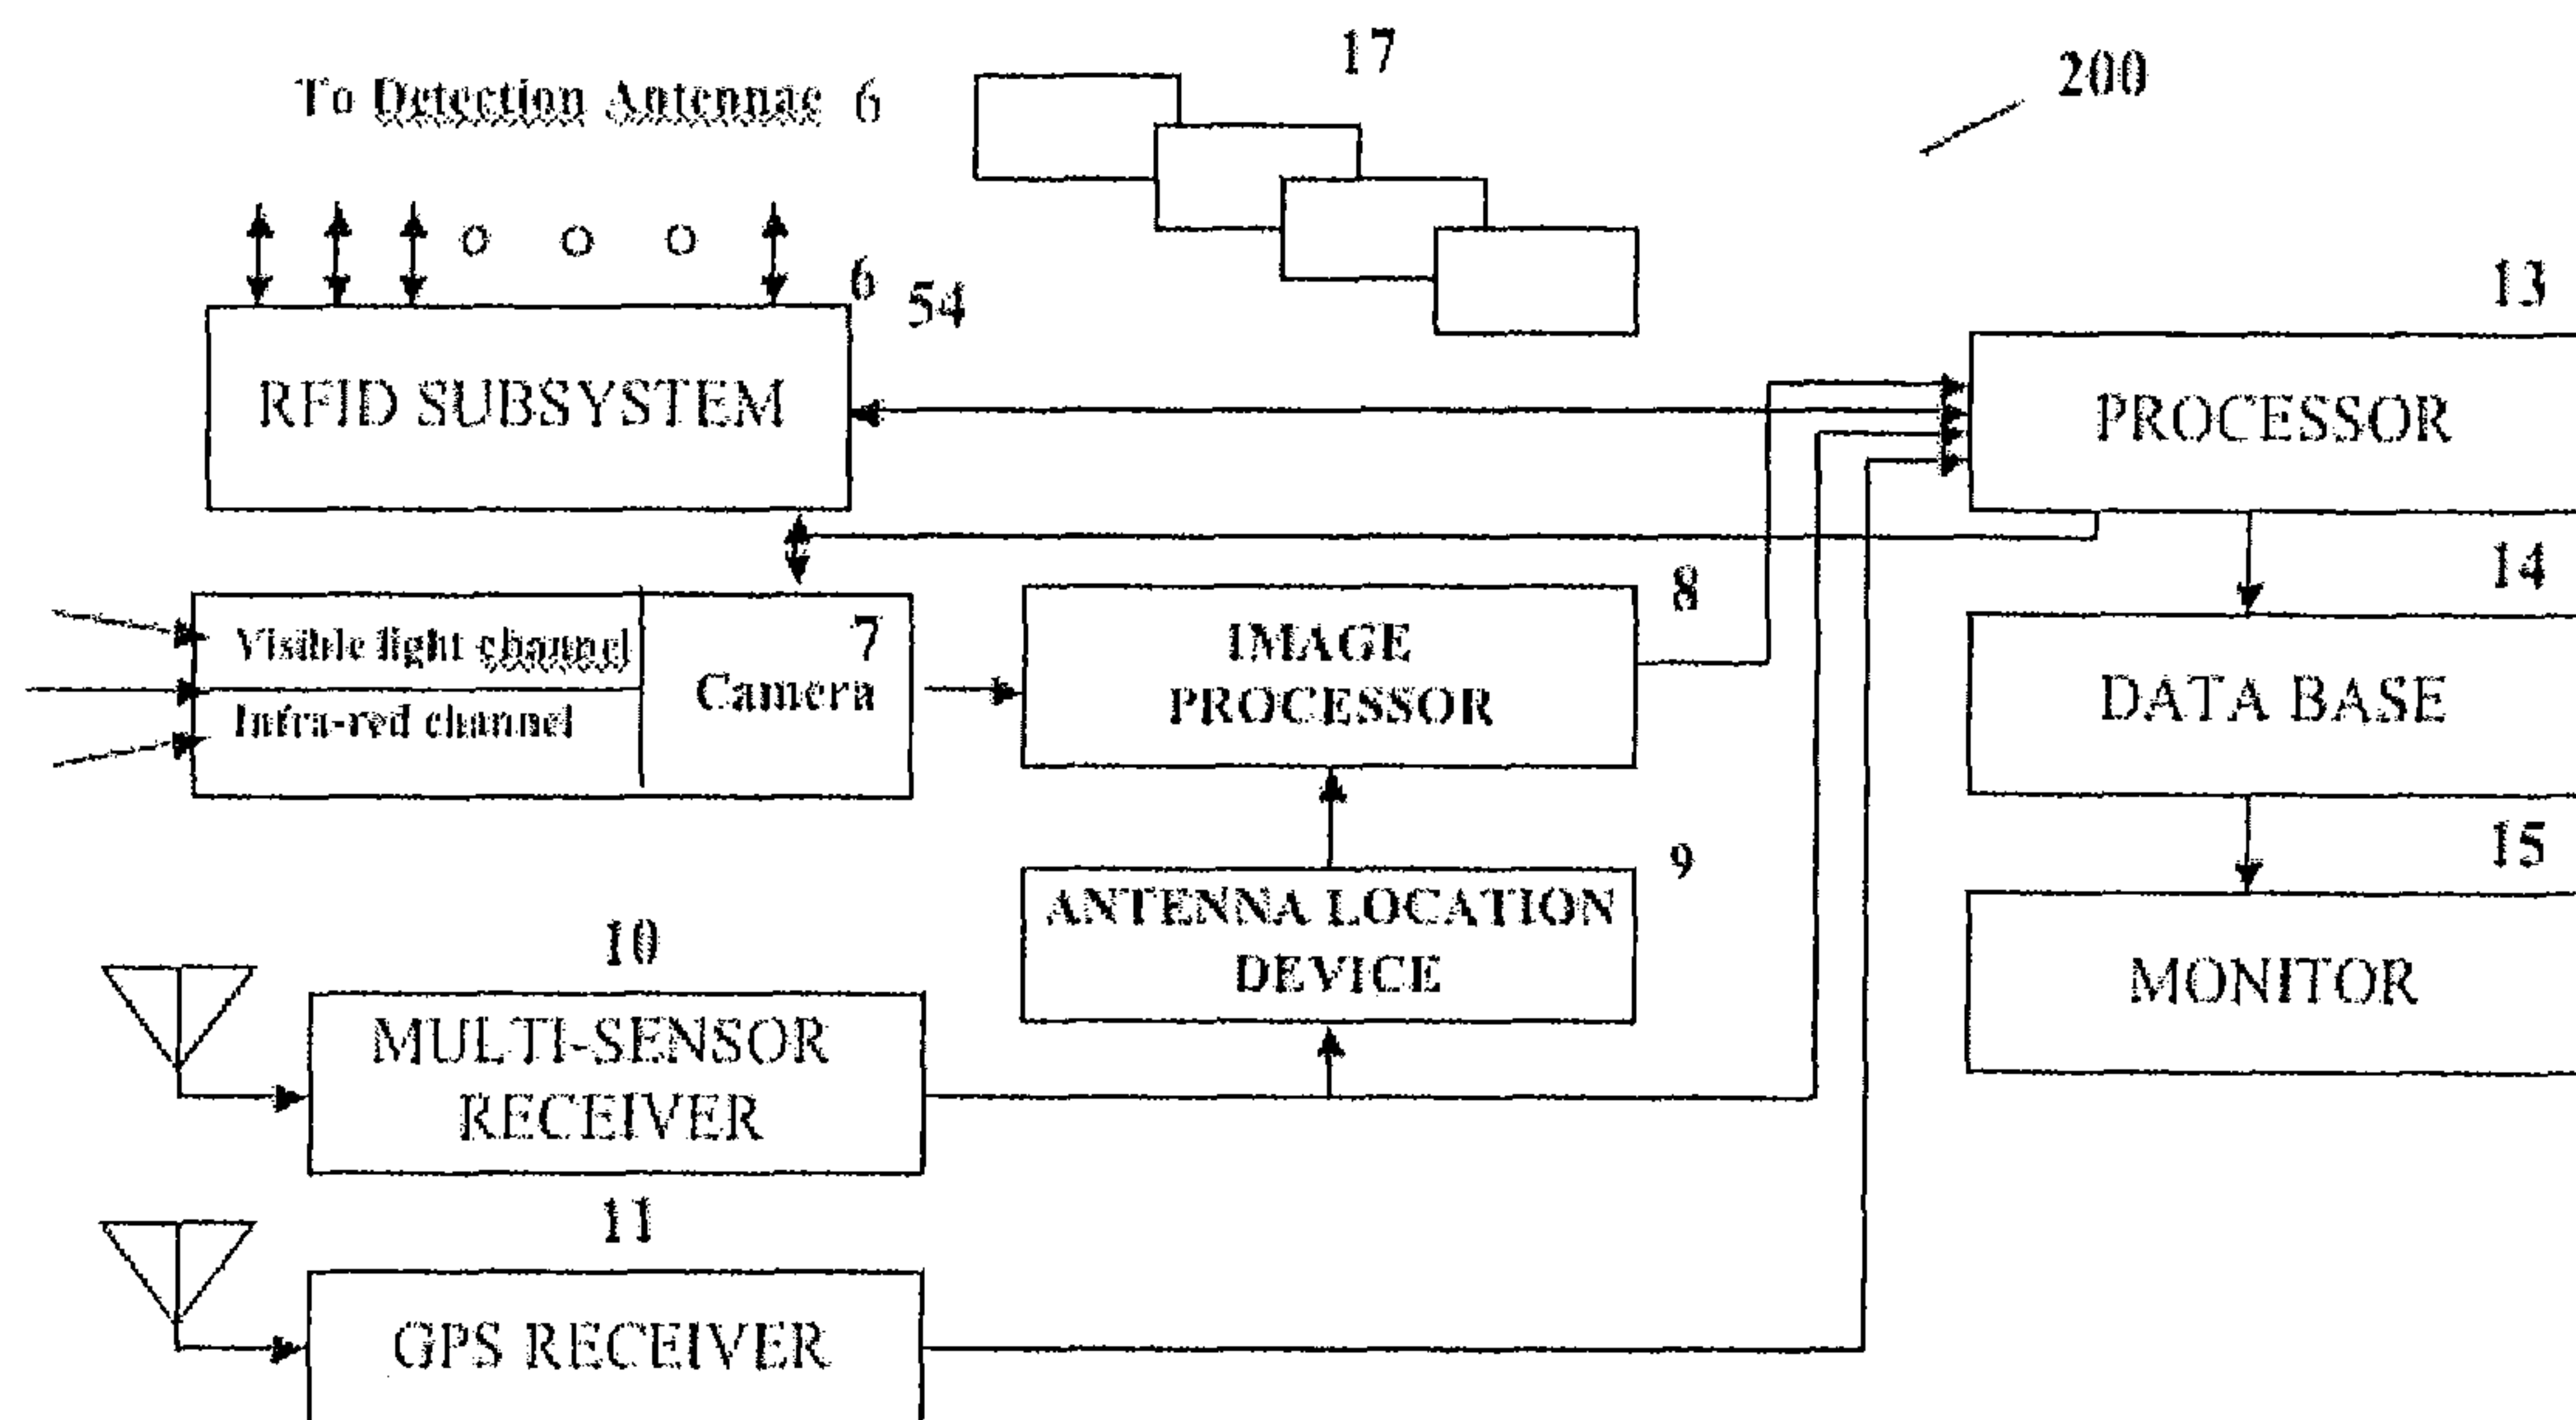 17
200
To Detection Antennae 6
6
54
13
RFID SUBSYSTEM
PROCESSOR
14
8
Visible light channel
7
IMAGE
PROCESSOR
Camera
Infra-red channel
DATA BASE
15
9
ANTENNA LOCATION
DEVICE
10
MULTI-SENSOR
RECEIVER
MONITOR
11
GPS RECEIVER